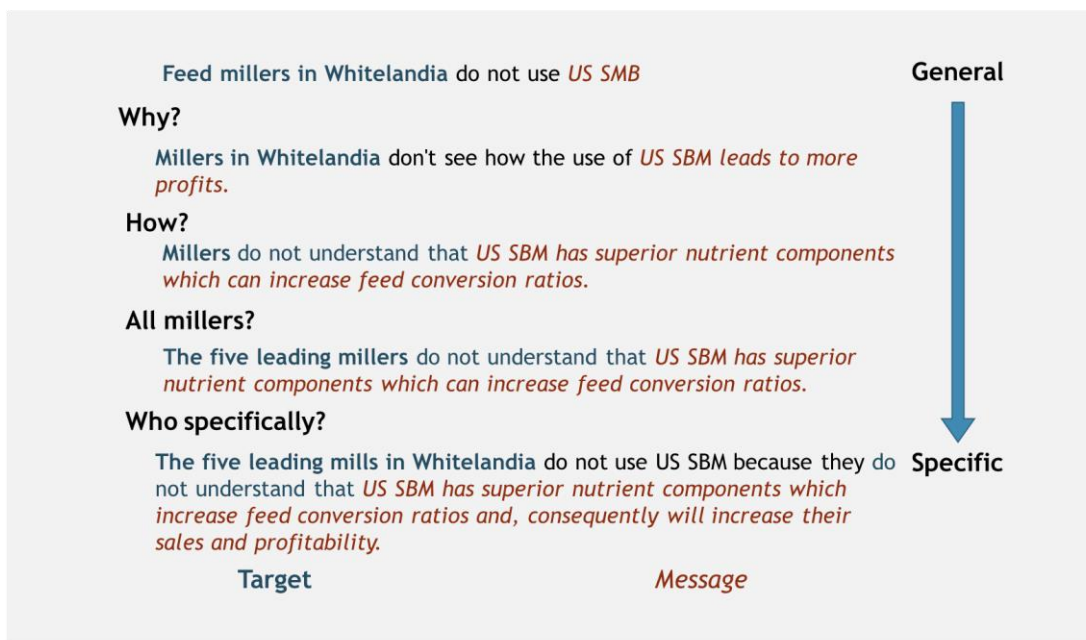 Feed millers in Whitelandia do not use US SMB
General
Why?
Millers in Whitelandia don't see how the use of US SBM leads to more
profits.
How?
Millers do not understand that US SBM has superior nutrient components
which can increase feed conversion ratios.
All millers?
The five leading millers do not understand that US SBM has superior
nutrient components which can increase feed conversion ratios.
Who specifically?
The five leading mills in Whitelandia do not use US SBM because they do
Specific
not understand that US SBM has superior nutrient components which
increase feed conversion ratios and, consequently will increase their
sales and profitability.
Target
Message